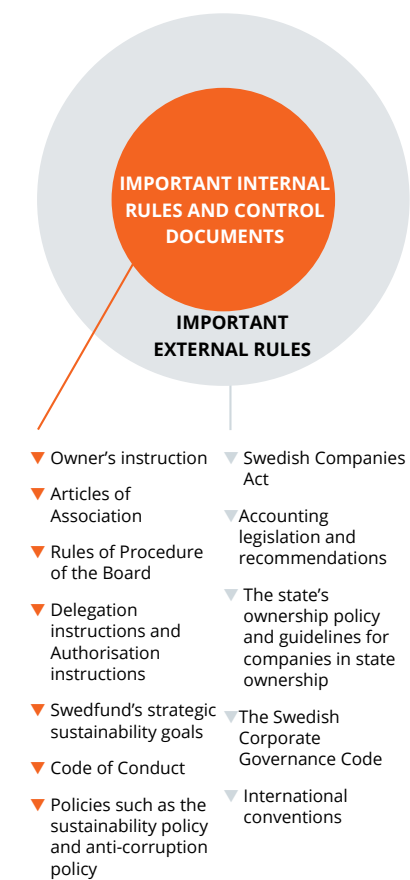 IMPORTANT INTERNAL
RULES AND CONTROL
DOCUMENTS
IMPORTANT
EXTERNAL RULES
Owner’s instruction
Articles of
Association
Rules of Procedure
of the Board
Delegation
instructions and
Authorisation
instructions
Swedfund’s strategic
sustainability goals
Code of Conduct
Policies such as the
sustainability policy
and anti-corruption
policy
Swedish Companies
Act
Accounting
legislation and
recommendations
The state’s
ownership policy
and guidelines for
companies in state
ownership
The Swedish
Corporate
Governance Code
International
conventions